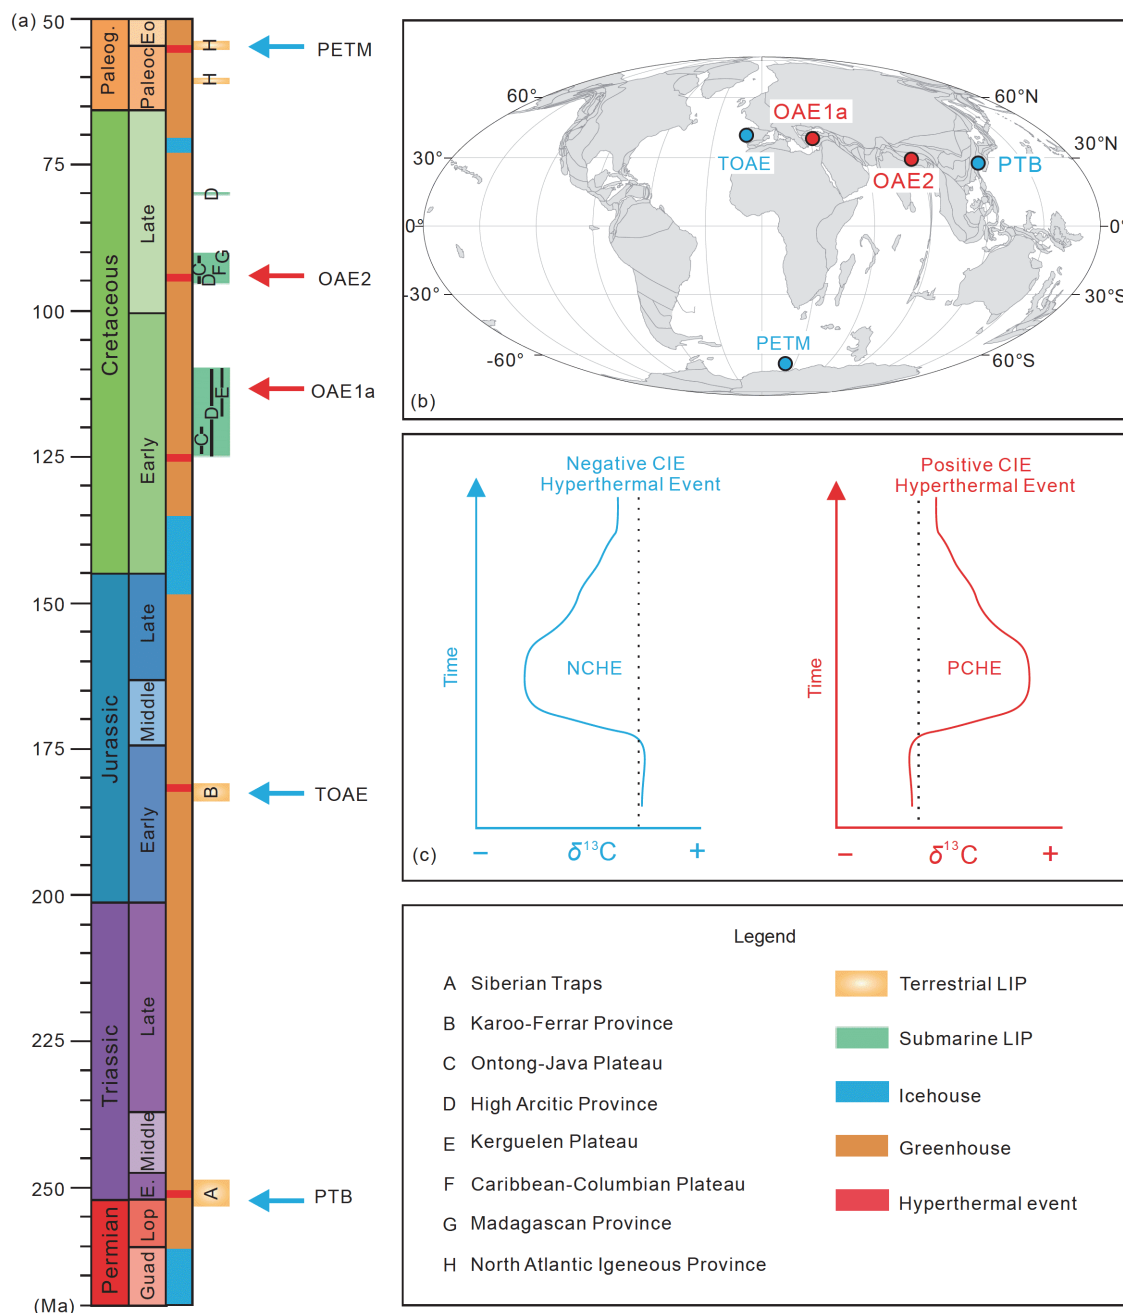 (a)
50
75
100
125
150
175
200
225
250
(Ma)
Paleog.
Cretaceous
Jurassic
Triassic
Permian
Eo
Paleoc
Late
Early
Late
Middle
Early
Late
Middle
E.
Lop
Guad
H
H
D
C
D
F
G
C
D
E
B
A
PETM
OAE2
OAE1a
TOAE
PTB
60°
60°N
OAE1a
30°N
30°
TOAE
OAE2
PTB
0°
0°
-30°
30°S
PETM
-60°
60°S
(b)
Negative CIE
Hyperthermal Event
Time
NCHE
− δ¹³C +
Positive CIE
Hyperthermal Event
Time
PCHE
− δ¹³C +
(c)
Legend
A Siberian Traps
B Karoo-Ferrar Province
C Ontong-Java Plateau
D High Arcitic Province
E Kerguelen Plateau
F Caribbean-Columbian Plateau
G Madagascan Province
H North Atlantic Igeneous Province
Terrestrial LIP
Submarine LIP
Icehouse
Greenhouse
Hyperthermal event